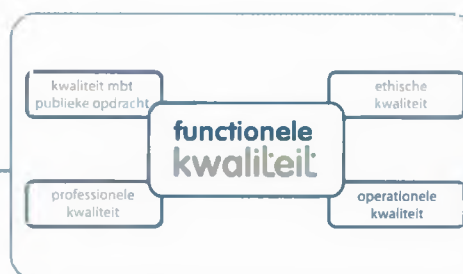 kwaliteit mbt
publieke opdracht
ethische
kwaliteit
functionele
kwaliteit
professionele
kwaliteit
operationele
kwaliteit